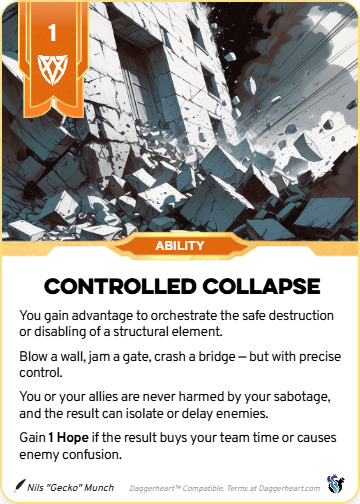 1
ABILITY
CONTROLLED COLLAPSE
You gain advantage to orchestrate the safe destruction
or disabling of a structural element.
Blow a wall, jam a gate, crash a bridge — but with precise
control.
You or your allies are never harmed by your sabotage,
and the result can isolate or delay enemies.
Gain 1 Hope if the result buys your team time or causes
enemy confusion.
Nils "Gecko" Munch
Daggerheart™ Compatible. Terms at Daggerheart.com